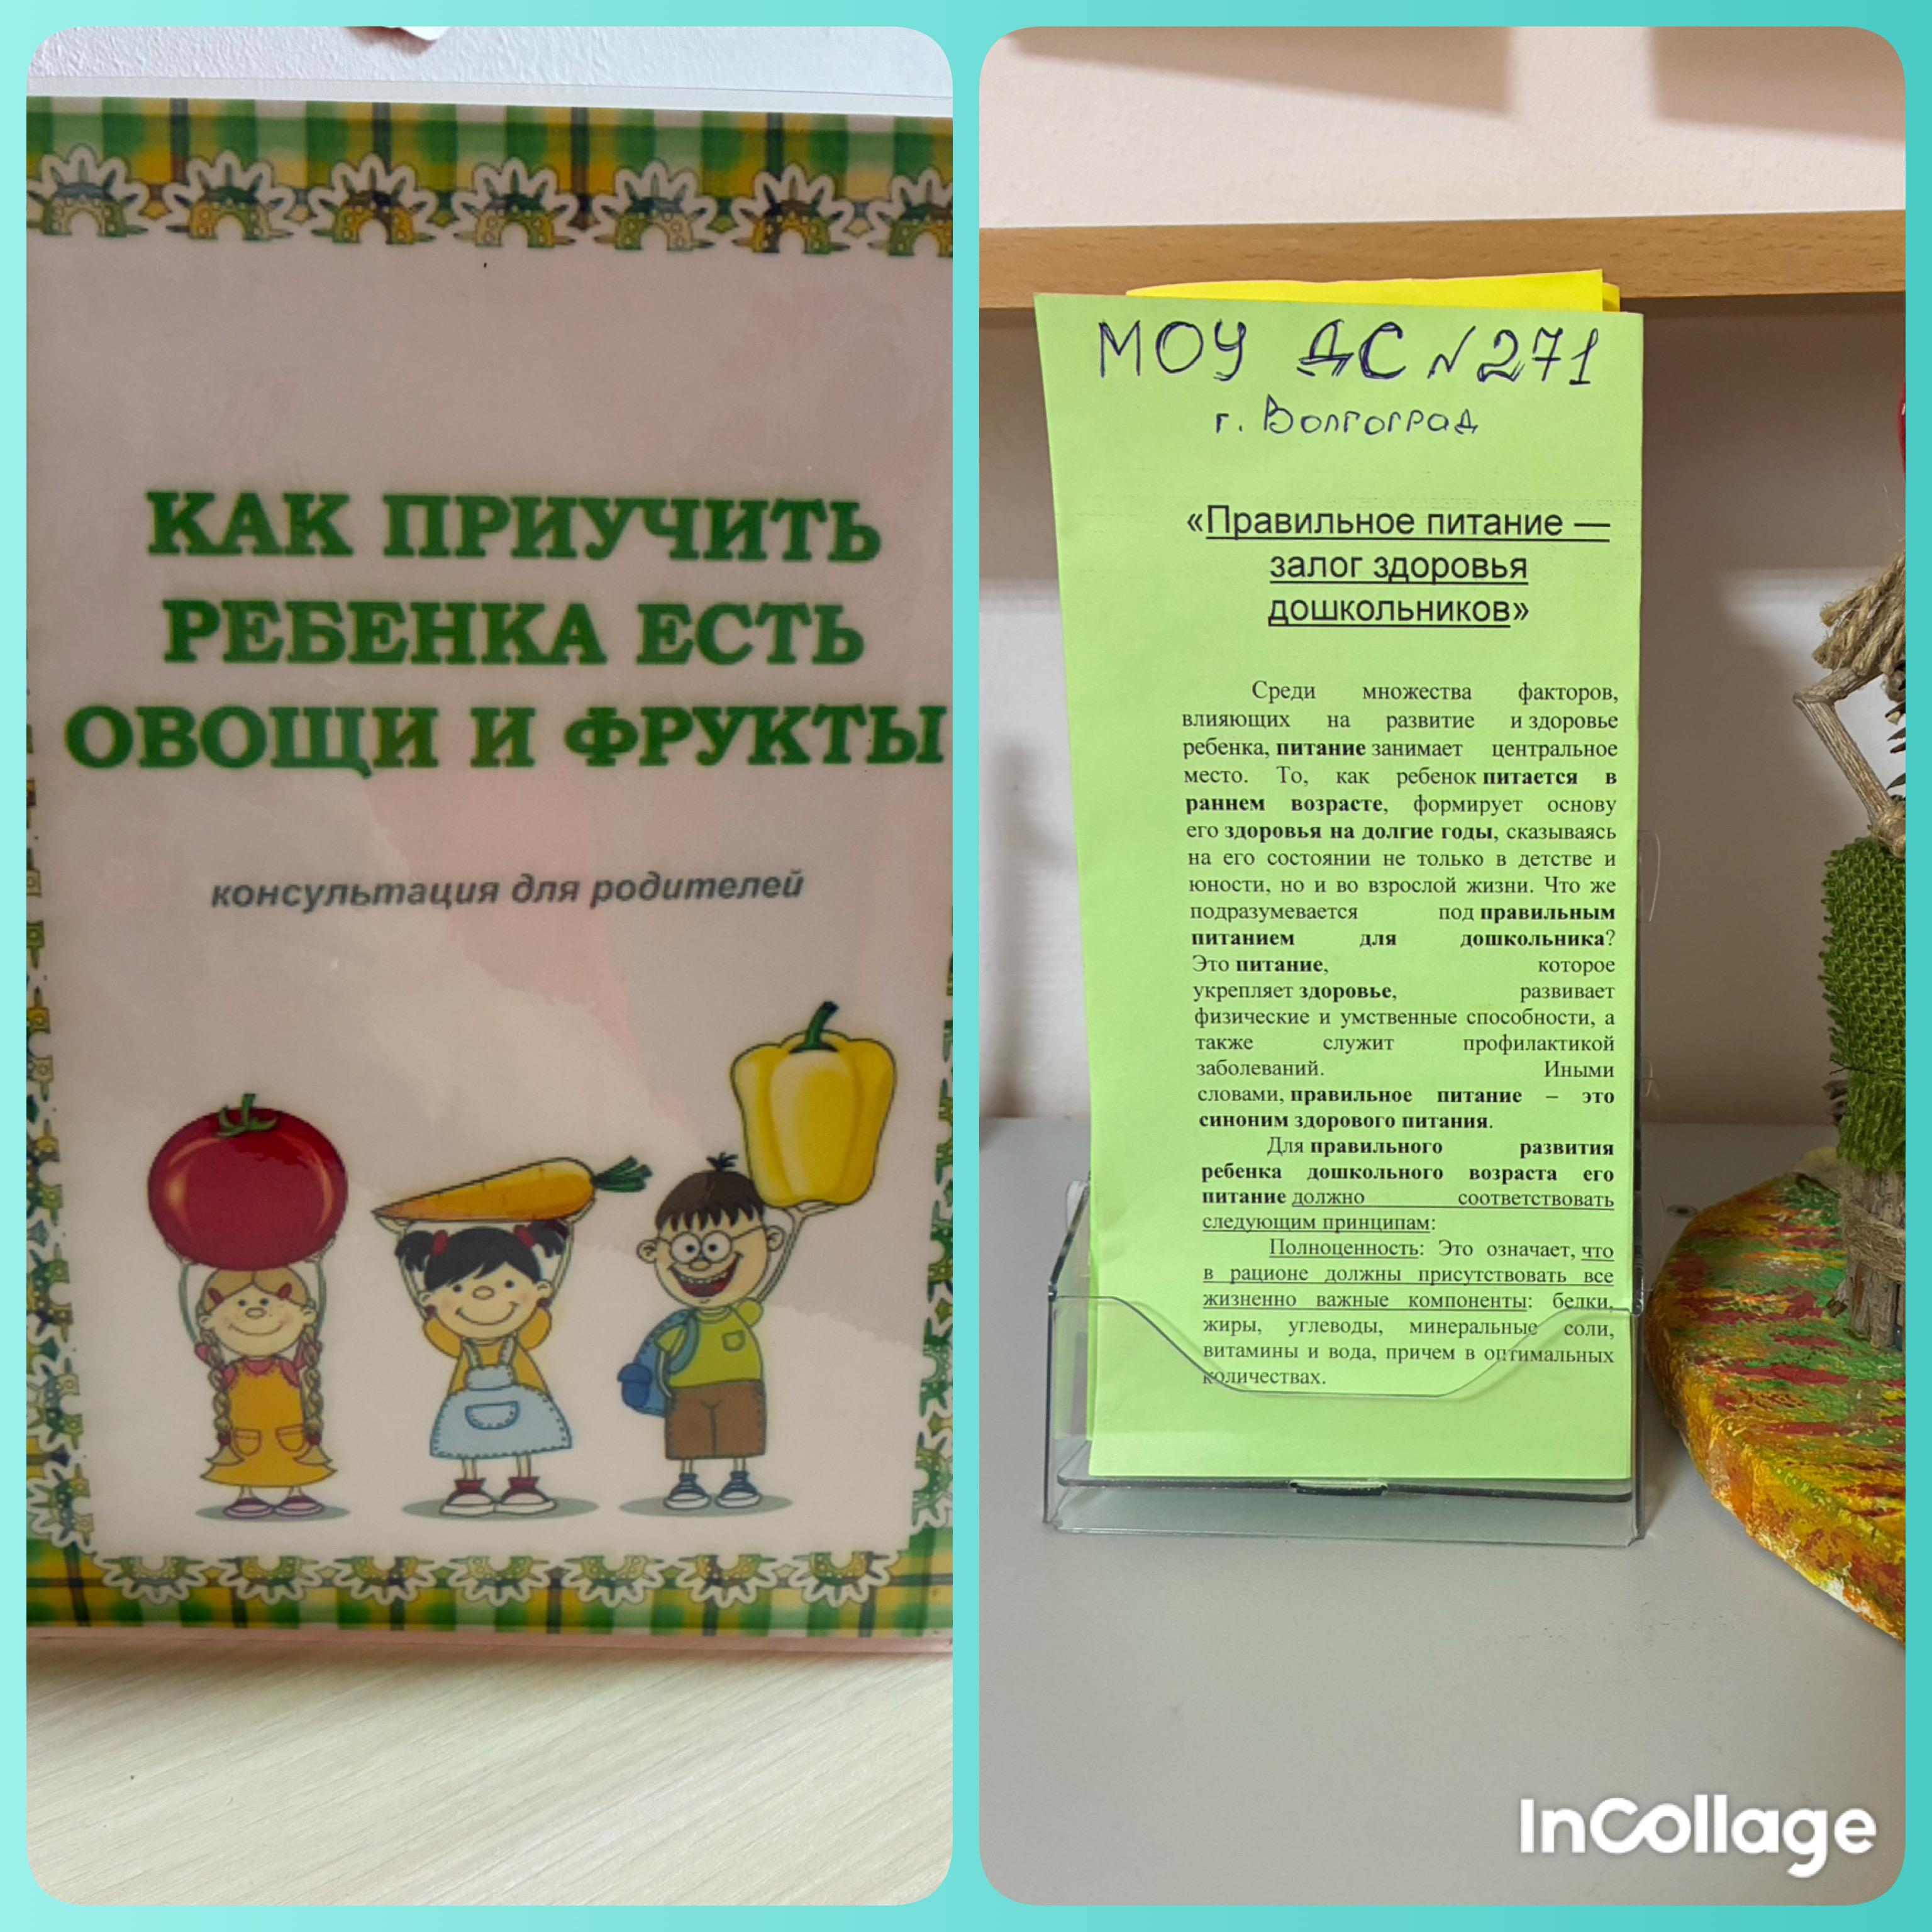 КАК ПРИУЧИТЬ
РЕБЕНКА ЕСТЬ
ОВОЩИ И ФРУКТЫ
консультация для родителей
МОУ ДС № 271
г. Волгоград
«Правильное питание —
залог здоровья
дошкольников»
Среди множества факторов,
влияющих на развитие и здоровье
ребенка, питание занимает центральное
место. То, как ребенок питается в
раннем возрасте, формирует основу
его здоровья на долгие годы, сказываясь
на его состоянии не только в детстве и
юности, но и во взрослой жизни. Что же
подразумевается под правильным
питанием для дошкольника?
Это питание, которое
укрепляет здоровье, развивает
физические и умственные способности, а
также служит профилактикой
заболеваний. Иными
словами, правильное питание – это
синоним здорового питания.
Для правильного развития
ребенка дошкольного возраста его
питание должно соответствовать
следующим принципам:
Полноценность: Это означает, что
в рационе должны присутствовать все
жизненно важные компоненты: белки,
жиры, углеводы, минеральные соли,
витамины и вода, причем в оптимальных
количествах.
InCollage